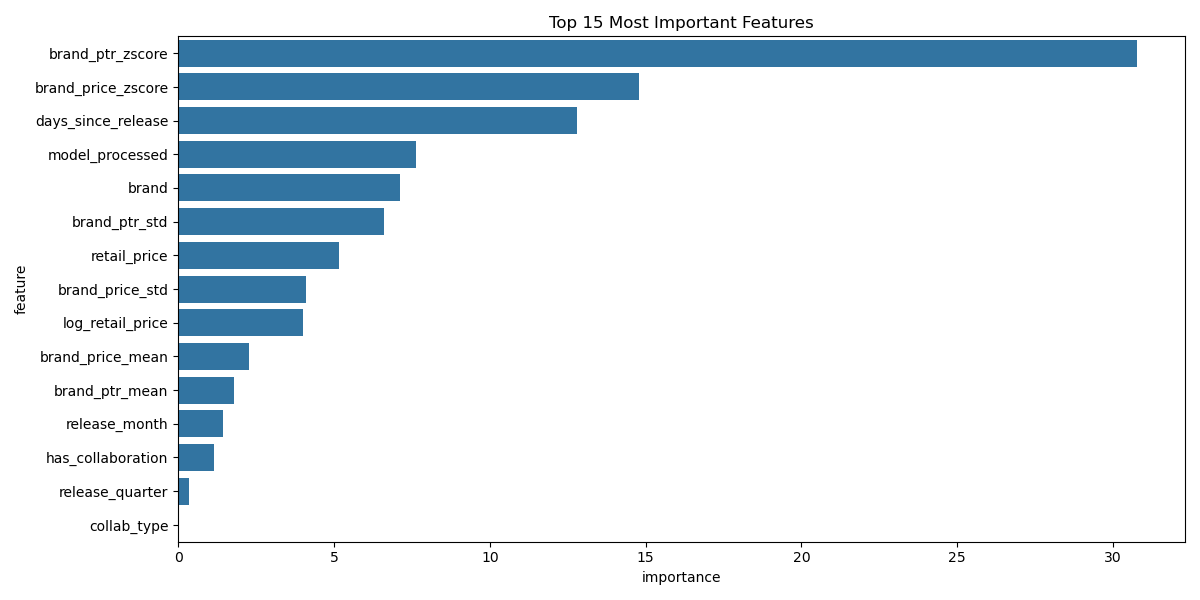 Top 15 Most Important Features
feature
brand_ptr_zscore
brand_price_zscore
days_since_release
model_processed
brand
brand_ptr_std
retail_price
brand_price_std
log_retail_price
brand_price_mean
brand_ptr_mean
release_month
has_collaboration
release_quarter
collab_type
0 5 10 15 20 25 30
importance